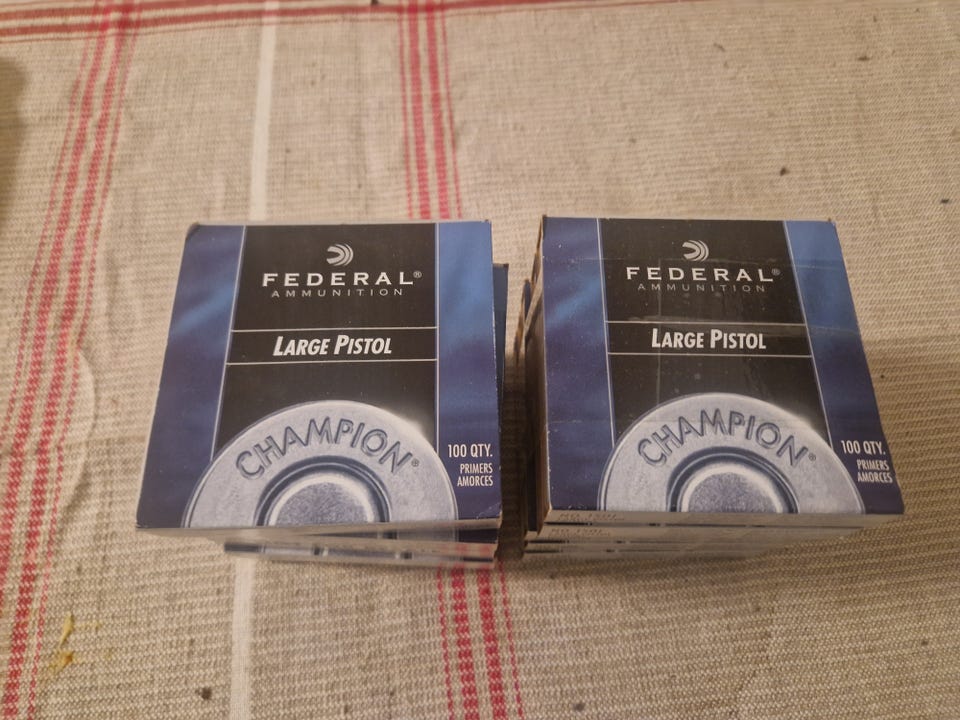 FEDERAL®
AMMUNITION
LARGE PISTOL
CHAMPION®
100 QTY.
PRIMERS
AMORCES
FEDERAL®
AMMUNITION
LARGE PISTOL
CHAMPION®
100 QTY.
PRIMERS
AMORCES